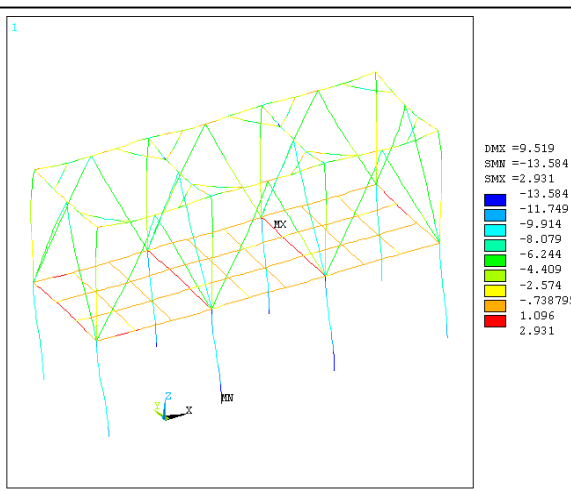 1
DMX =9.519
SMN =-13.584
SMX =2.931
-13.584
-11.749
-9.914
-8.079
-6.244
-4.409
-2.574
-.738795
1.096
2.931
MX
MN
Z
Y
X